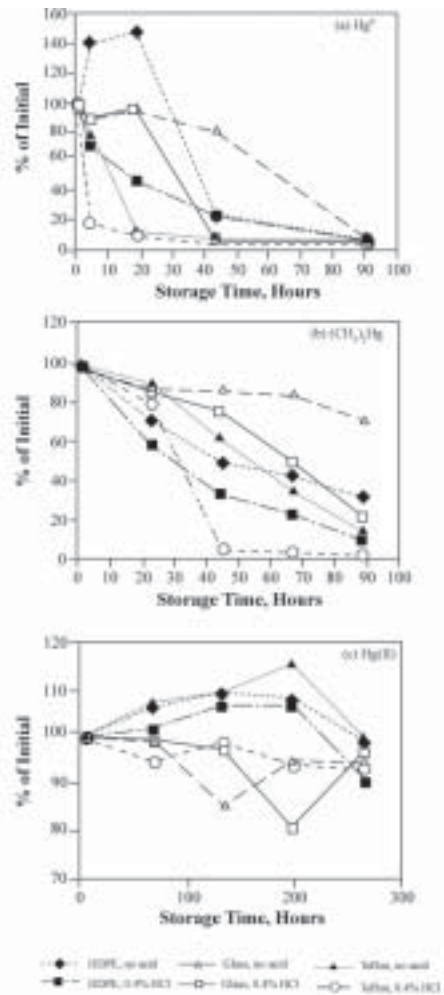 (a) Hg°
% of Initial
160
140
120
100
80
60
40
20
0
0 10 20 30 40 50 60 70 80 90 100
Storage Time, Hours
(b) (CH₃)₂Hg
% of Initial
120
100
80
60
40
20
0
0 10 20 30 40 50 60 70 80 90 100
Storage Time, Hours
(c) Hg(II)
% of Initial
120
110
100
90
80
70
0 100 200 300
Storage Time, Hours
HDPE, no acid Glass, no acid Teflon, no acid
HDPE, 0.4% HCl Glass, 0.4% HCl Teflon, 0.4% HCl